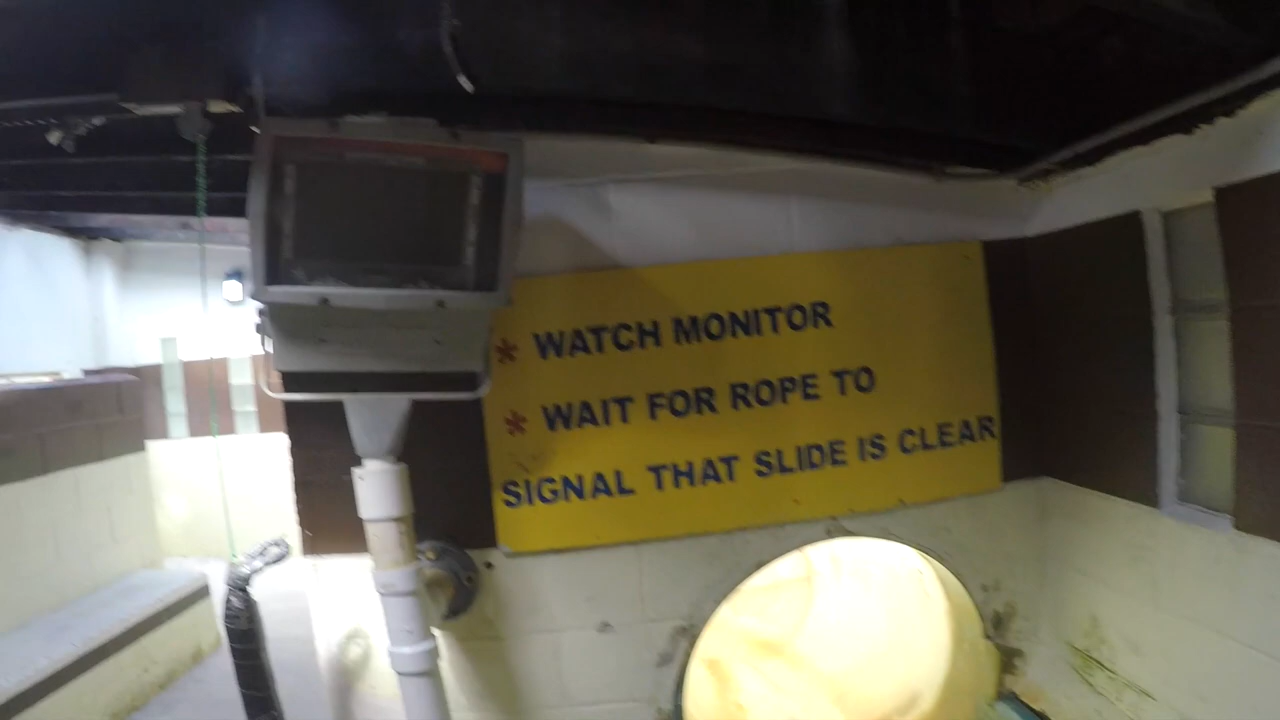 * WATCH MONITOR
* WAIT FOR ROPE TO
SIGNAL THAT SLIDE IS CLEAR